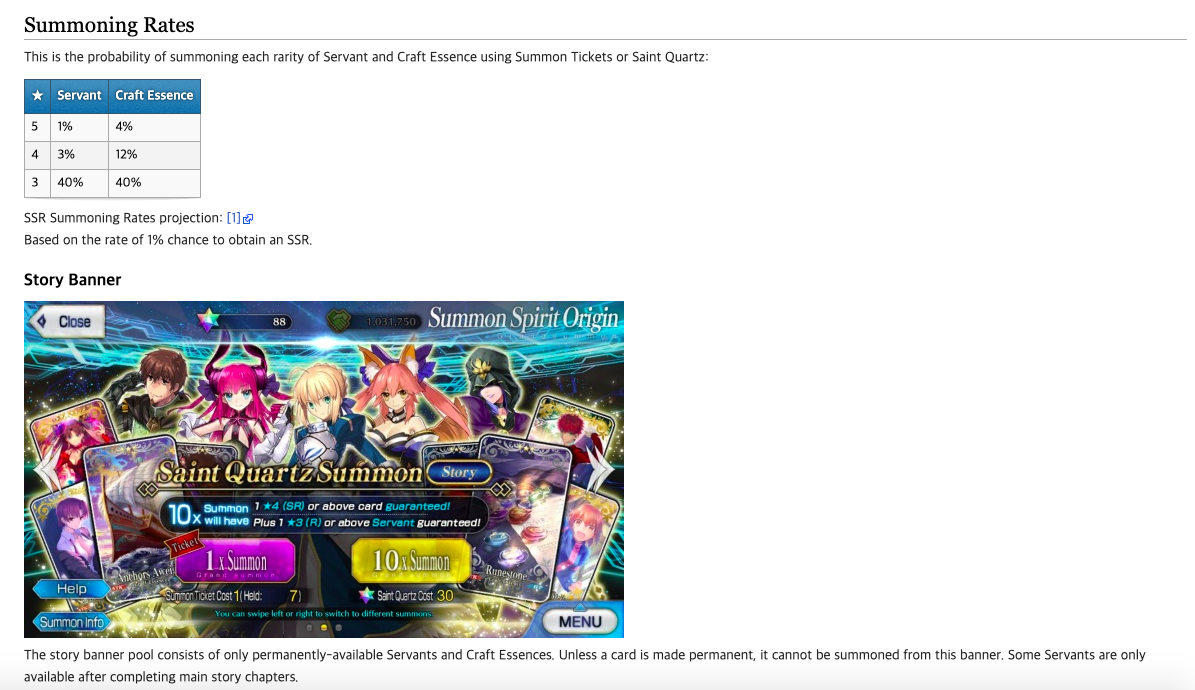 Summoning Rates
This is the probability of summoning each rarity of Servant and Craft Essence using Summon Tickets or Saint Quartz:
★ Servant Craft Essence
5 1% 4%
4 3% 12%
3 40% 40%
SSR Summoning Rates projection: [1]
Based on the rate of 1% chance to obtain an SSR.
Story Banner
Close 88 1,031,750 Summon Spirit Origin
Saint Quartz Summon Story
10x Summon will have 1 ★4 (SR) or above card guaranteed!
Plus 1 ★3 (R) or above Servant guaranteed!
Ticket
1x Summon 10x Summon
Grand summon Grand summon
Anchors Aweigh Runestone
Help
Summon Ticket Cost 1 (Held: 7) Saint Quartz Cost 30
You can swipe left or right to switch to different summons
Summon Info MENU
The story banner pool consists of only permanently-available Servants and Craft Essences. Unless a card is made permanent, it cannot be summoned from this banner. Some Servants are only
available after completing main story chapters.